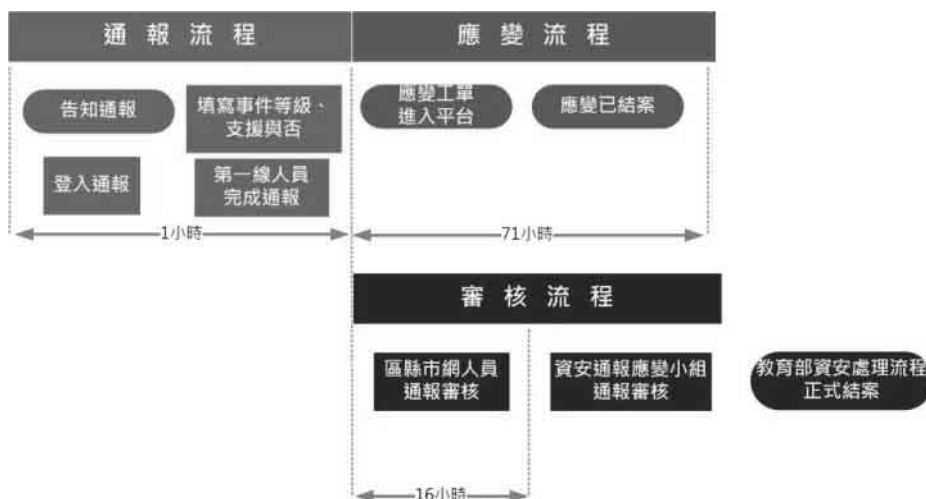 通報流程
應變流程
告知通報
填寫事件等級、
支援與否
應變工單
進入平台
應變已結案
登入通報
第一線人員
完成通報
1小時
71小時
審核流程
區縣市網人員
通報審核
資安通報應變小組
通報審核
教育部資安處理流程
正式結案
16小時